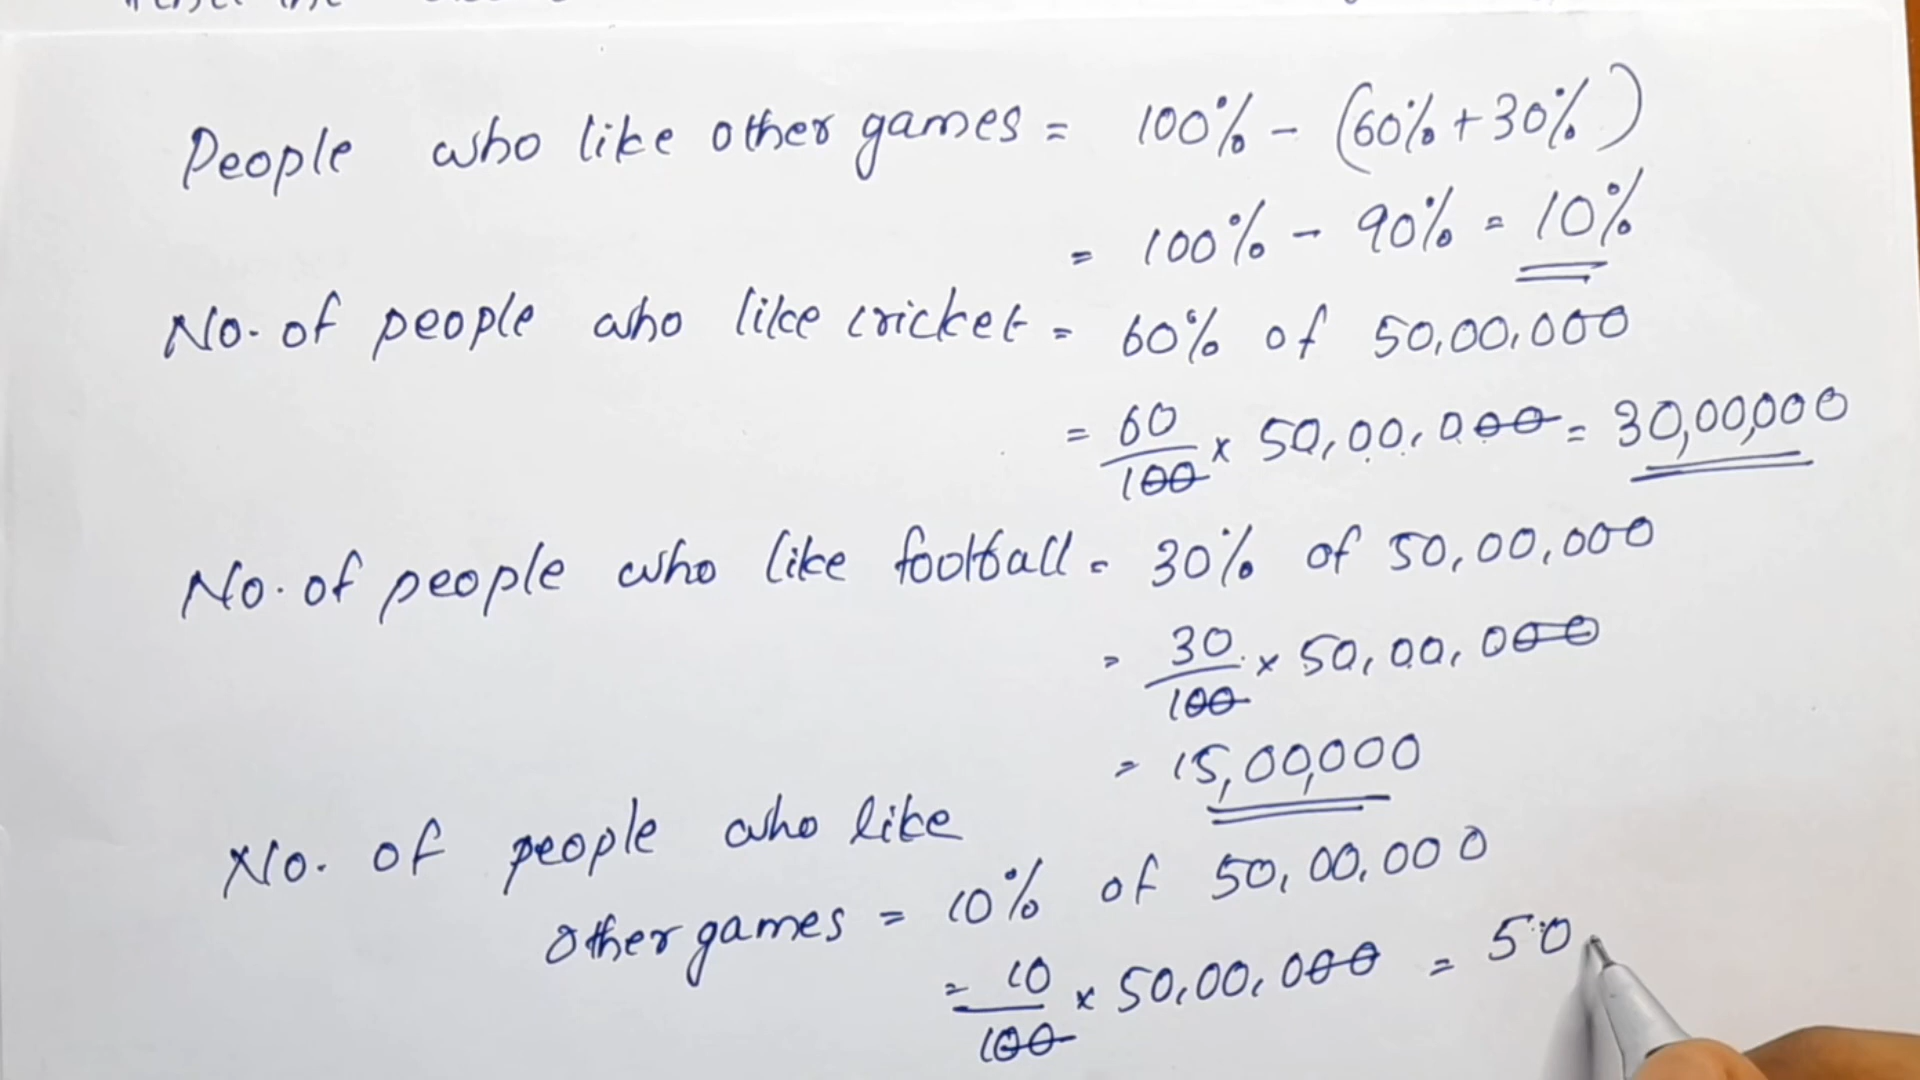 People who like other games = 100% - (60% + 30%)
= 100% - 90% = 10%
No. of people who like cricket = 60% of 50,00,000
= 60/100 x 50,00,000 = 30,00,000
No. of people who like football = 30% of 50,00,000
= 30/100 x 50,00,000
= 15,00,000
No. of people who like
other games = 10% of 50,00,000
= 10/100 x 50,00,000 = 50